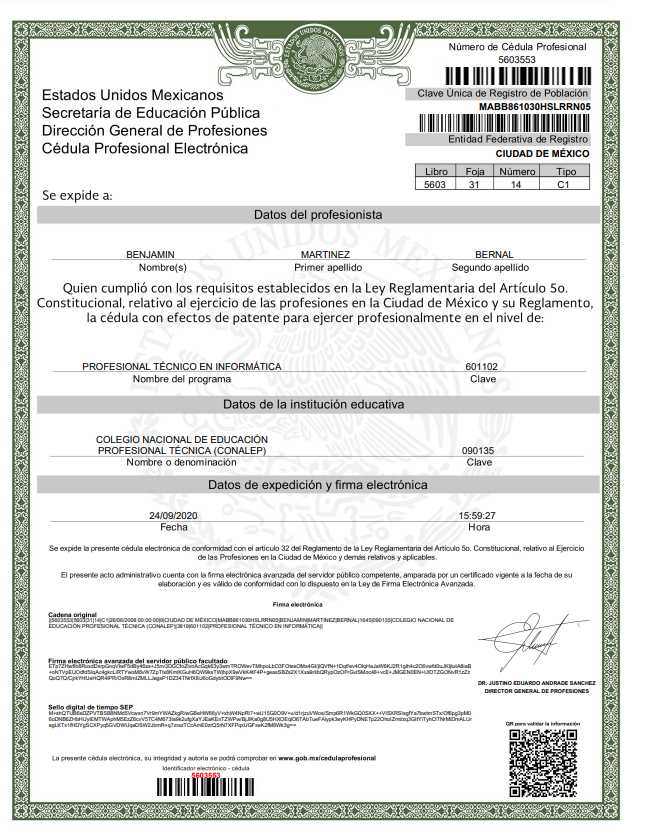 Número de Cédula Profesional
5603553
Clave Única de Registro de Población
MABB861030HSLRRN05
Entidad Federativa de Registro
CIUDAD DE MÉXICO
Libro Foja Número Tipo
5603 31 14 C1
Estados Unidos Mexicanos
Secretaría de Educación Pública
Dirección General de Profesiones
Cédula Profesional Electrónica
Se expide a:
Datos del profesionista
BENJAMIN MARTINEZ BERNAL
Nombre(s) Primer apellido Segundo apellido
Quien cumplió con los requisitos establecidos en la Ley Reglamentaria del Artículo 5o.
Constitucional, relativo al ejercicio de las profesiones en la Ciudad de México y su Reglamento,
la cédula con efectos de patente para ejercer profesionalmente en el nivel de:
PROFESIONAL TÉCNICO EN INFORMÁTICA 601102
Nombre del programa Clave
Datos de la institución educativa
COLEGIO NACIONAL DE EDUCACIÓN
PROFESIONAL TÉCNICA (CONALEP) 090135
Nombre o denominación Clave
Datos de expedición y firma electrónica
24/09/2020 15:59:27
Fecha Hora
Se expide la presente cédula electrónica de conformidad con el artículo 32 del Reglamento de la Ley Reglamentaria del Artículo 5o. Constitucional, relativo al Ejercicio
de las Profesiones en la Ciudad de México y demás relativos y aplicables.
El presente acto administrativo cuenta con la firma electrónica avanzada del servidor público competente, amparada por un certificado vigente a la fecha de su
elaboración y es válido de conformidad con lo dispuesto en la Ley de Firma Electrónica Avanzada.
Firma electrónica
Cadena original
||5603553|5603|31|14|C1|26/06/2008 00:00:00|9|CIUDAD DE MÉXICO|MABB861030HSLRRN05|BENJAMIN|MARTINEZ|BERNAL|1645|090135|COLEGIO NACIONAL DE
EDUCACIÓN PROFESIONAL TÉCNICA (CONALEP)|3819|601102|PROFESIONAL TÉCNICO EN INFORMÁTICA||
Firma electrónica avanzada del servidor público facultado
DR. JUSTINO EDUARDO ANDRADE SANCHEZ
DIRECTOR GENERAL DE PROFESIONES
Sello digital de tiempo SEP
QR para validar la información
La presente cédula electrónica, su integridad y autoría se podrá comprobar en www.gob.mx/cedulaprofesional
Identificador electrónico - cédula
5603553